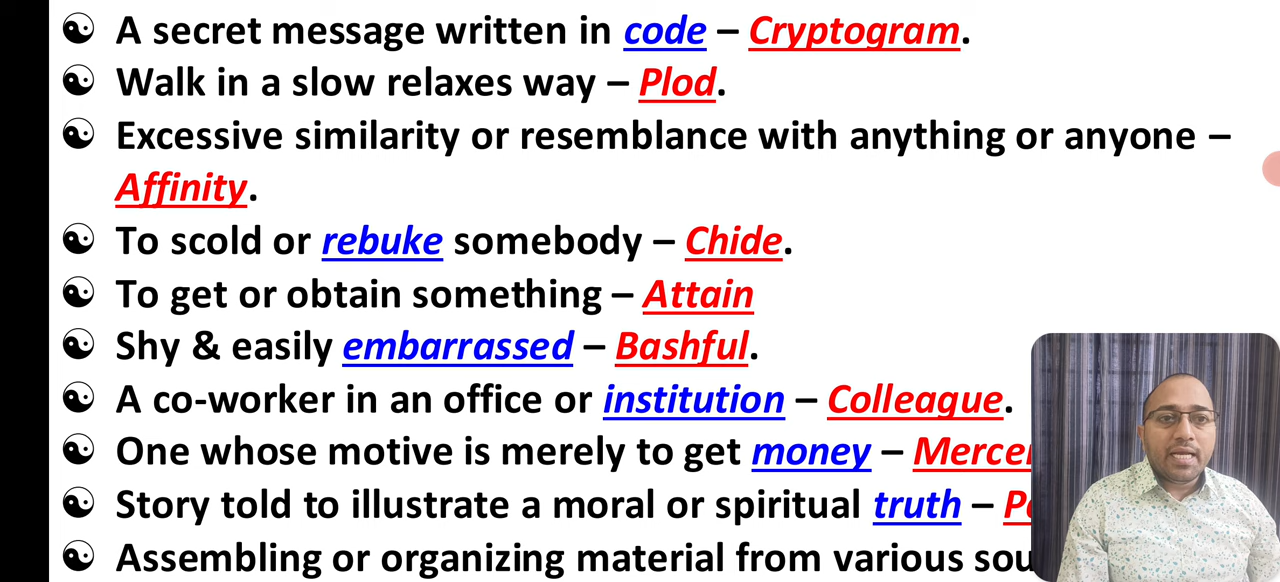 A secret message written in code – Cryptogram.
Walk in a slow relaxes way – Plod.
Excessive similarity or resemblance with anything or anyone –
Affinity.
To scold or rebuke somebody – Chide.
To get or obtain something – Attain
Shy & easily embarrassed – Bashful.
A co-worker in an office or institution – Colleague.
One whose motive is merely to get money –
Story told to illustrate a moral or spiritual truth –
Assembling or organizing material from various